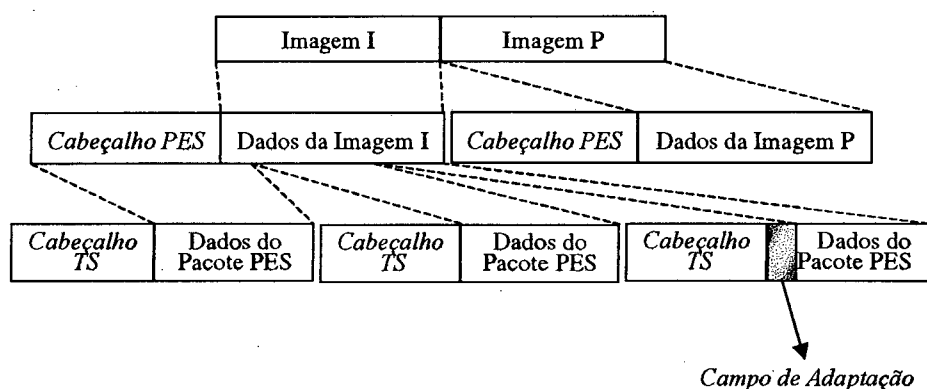 Imagem I Imagem P
Cabeçalho PES Dados da Imagem I Cabeçalho PES Dados da Imagem P
Cabeçalho TS Dados do Pacote PES Cabeçalho TS Dados do Pacote PES Cabeçalho TS Dados do Pacote PES
Campo de Adaptação